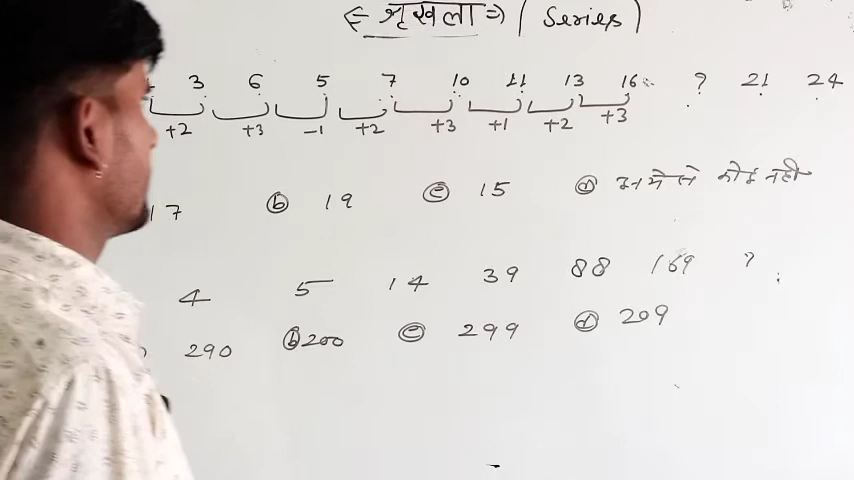 ⇐ श्रृखला ⇒ ( Series )
3 6 5 7 10 11 13 16 ? 21 24
+2 +3 -1 +2 +3 +1 +2 +3
17 ⓑ 19 ⓒ 15 ⓓ इनमे से कोई नही
4 5 14 39 88 169 ?
290 ⓑ 200 ⓒ 299 ⓓ 209